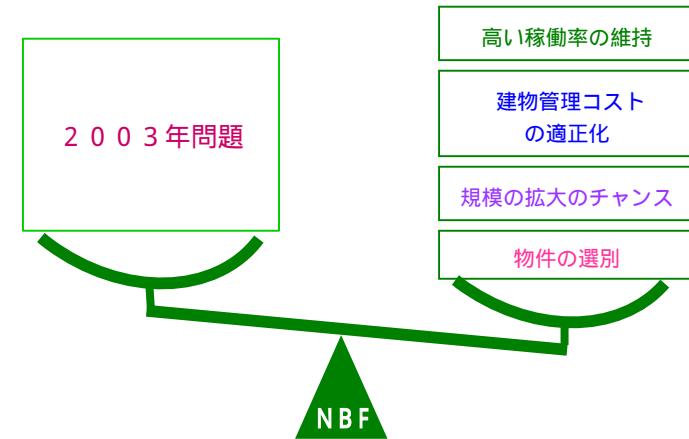 ２００３年問題
高い稼働率の維持
建物管理コスト
の適正化
規模の拡大のチャンス
物件の選別
NBF